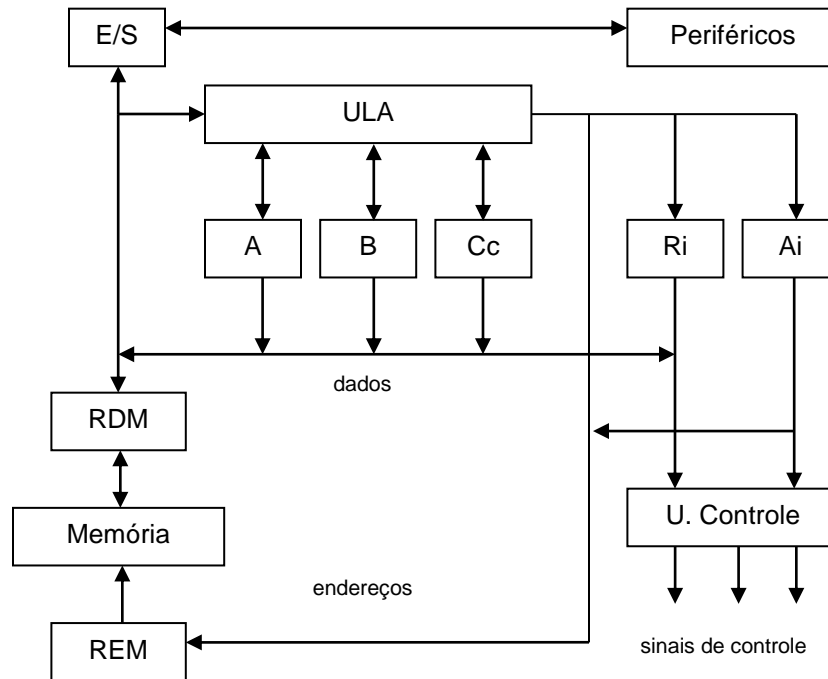 E/S
Periféricos
ULA
A
B
Cc
Ri
Ai
dados
RDM
U. Controle
Memória
endereços
sinais de controle
REM